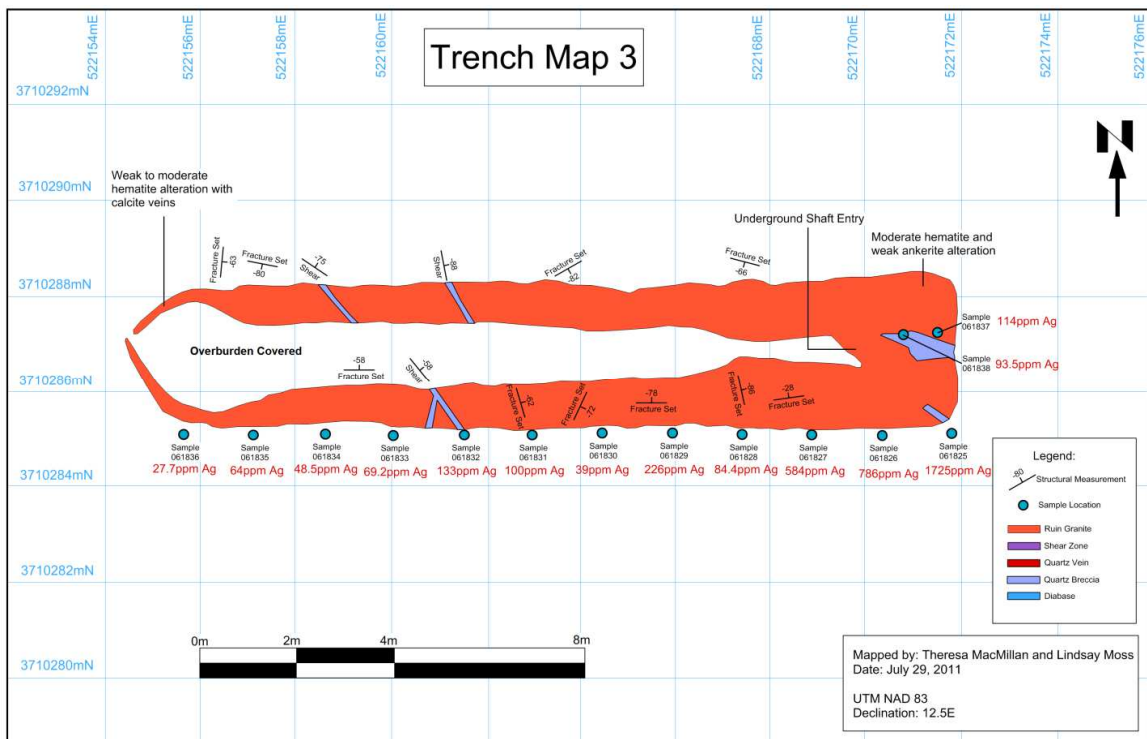 Trench Map 3
522154mE
522156mE
522158mE
522160mE
522168mE
522170mE
522172mE
522174mE
522176mE
3710292mN
3710290mN
3710288mN
3710286mN
3710284mN
3710282mN
3710280mN
N
Weak to moderate
hematite alteration with
calcite veins
Underground Shaft Entry
Moderate hematite and
weak ankerite alteration
Fracture Set
-63
Fracture Set
-80
-75
Shear
-88
Shear
Fracture Set
-82
Fracture Set
-66
Overburden Covered
-58
Fracture Set
-58
Shear
-62
Fracture Set
Fracture Set
-72
-78
Fracture Set
-86
Fracture Set
-28
Fracture Set
Sample
061837
114ppm Ag
Sample
061838
93.5ppm Ag
Sample
061836
27.7ppm Ag
Sample
061835
64ppm Ag
Sample
061834
48.5ppm Ag
Sample
061833
69.2ppm Ag
Sample
061832
133ppm Ag
Sample
061831
100ppm Ag
Sample
061830
39ppm Ag
Sample
061829
226ppm Ag
Sample
061828
84.4ppm Ag
Sample
061827
584ppm Ag
Sample
061826
786ppm Ag
Sample
061825
1725ppm Ag
Legend:
-80
Structural Measurement
Sample Location
Ruin Granite
Shear Zone
Quartz Vein
Quartz Breccia
Diabase
0m
2m
4m
8m
Mapped by: Theresa MacMillan and Lindsay Moss
Date: July 29, 2011
UTM NAD 83
Declination: 12.5E